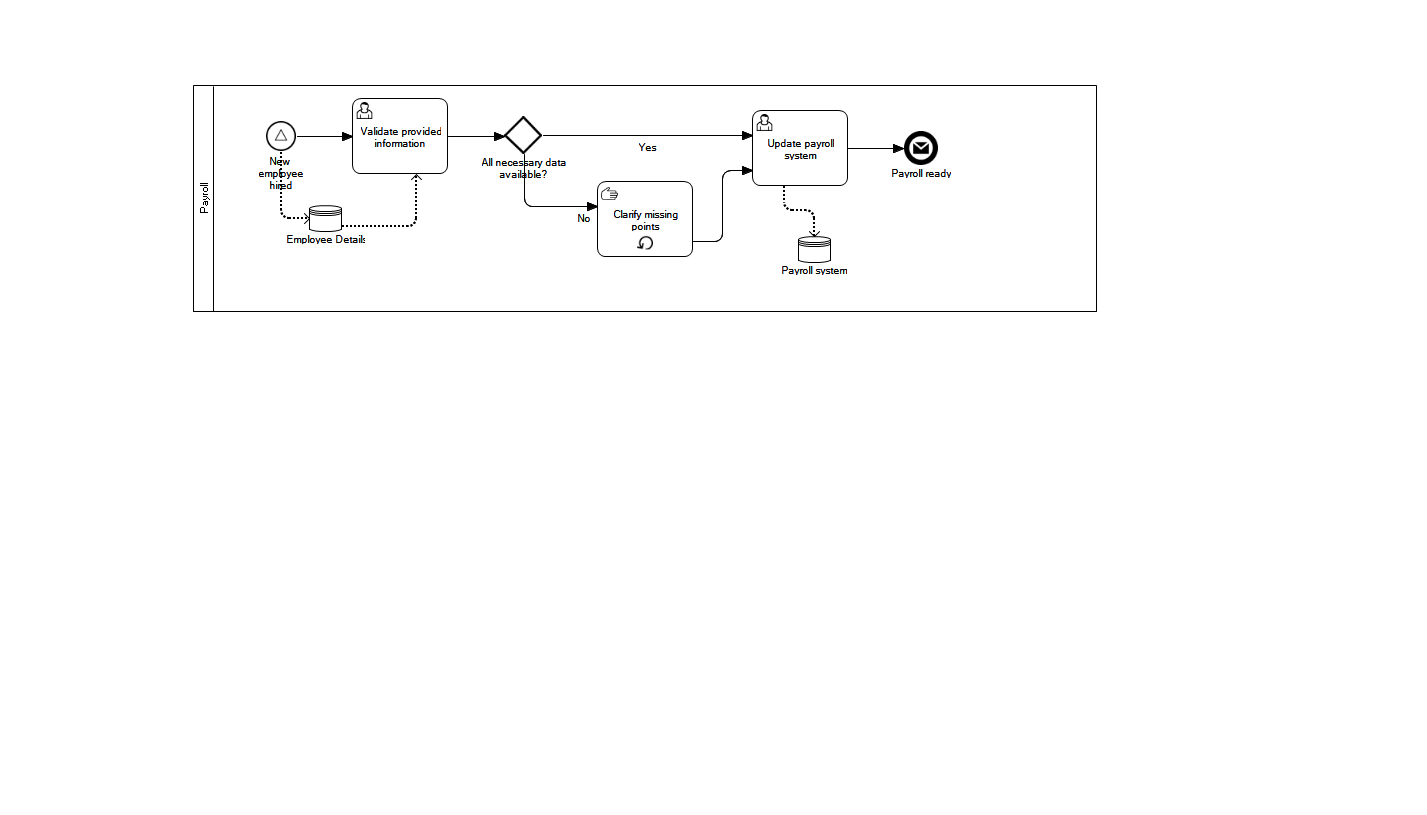 Payroll
New
employee
hired
Employee Details
Validate provided
information
All necessary data
available?
Yes
No
Clarify missing
points
Update payroll
system
Payroll system
Payroll ready